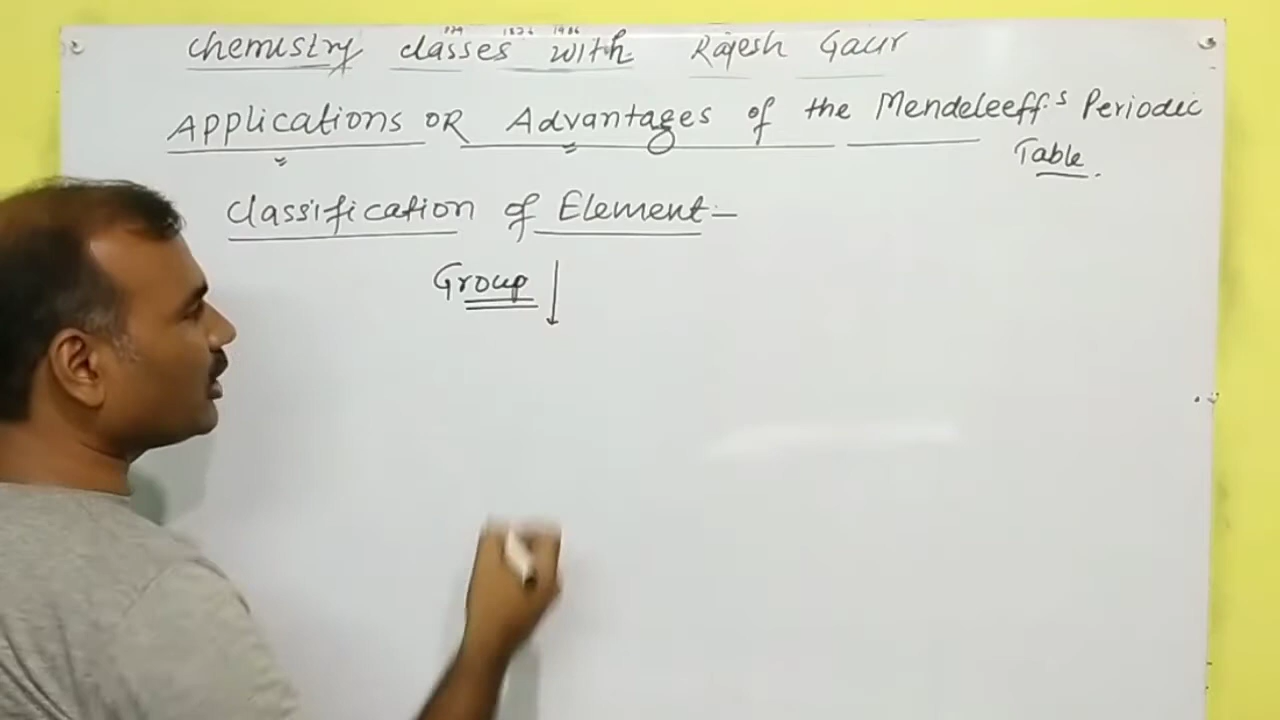 Chemistry classes with Rajesh Gaur
Applications OR Advantages of the Mendeleeff's Periodic
Table.
Classification of Element-
Group